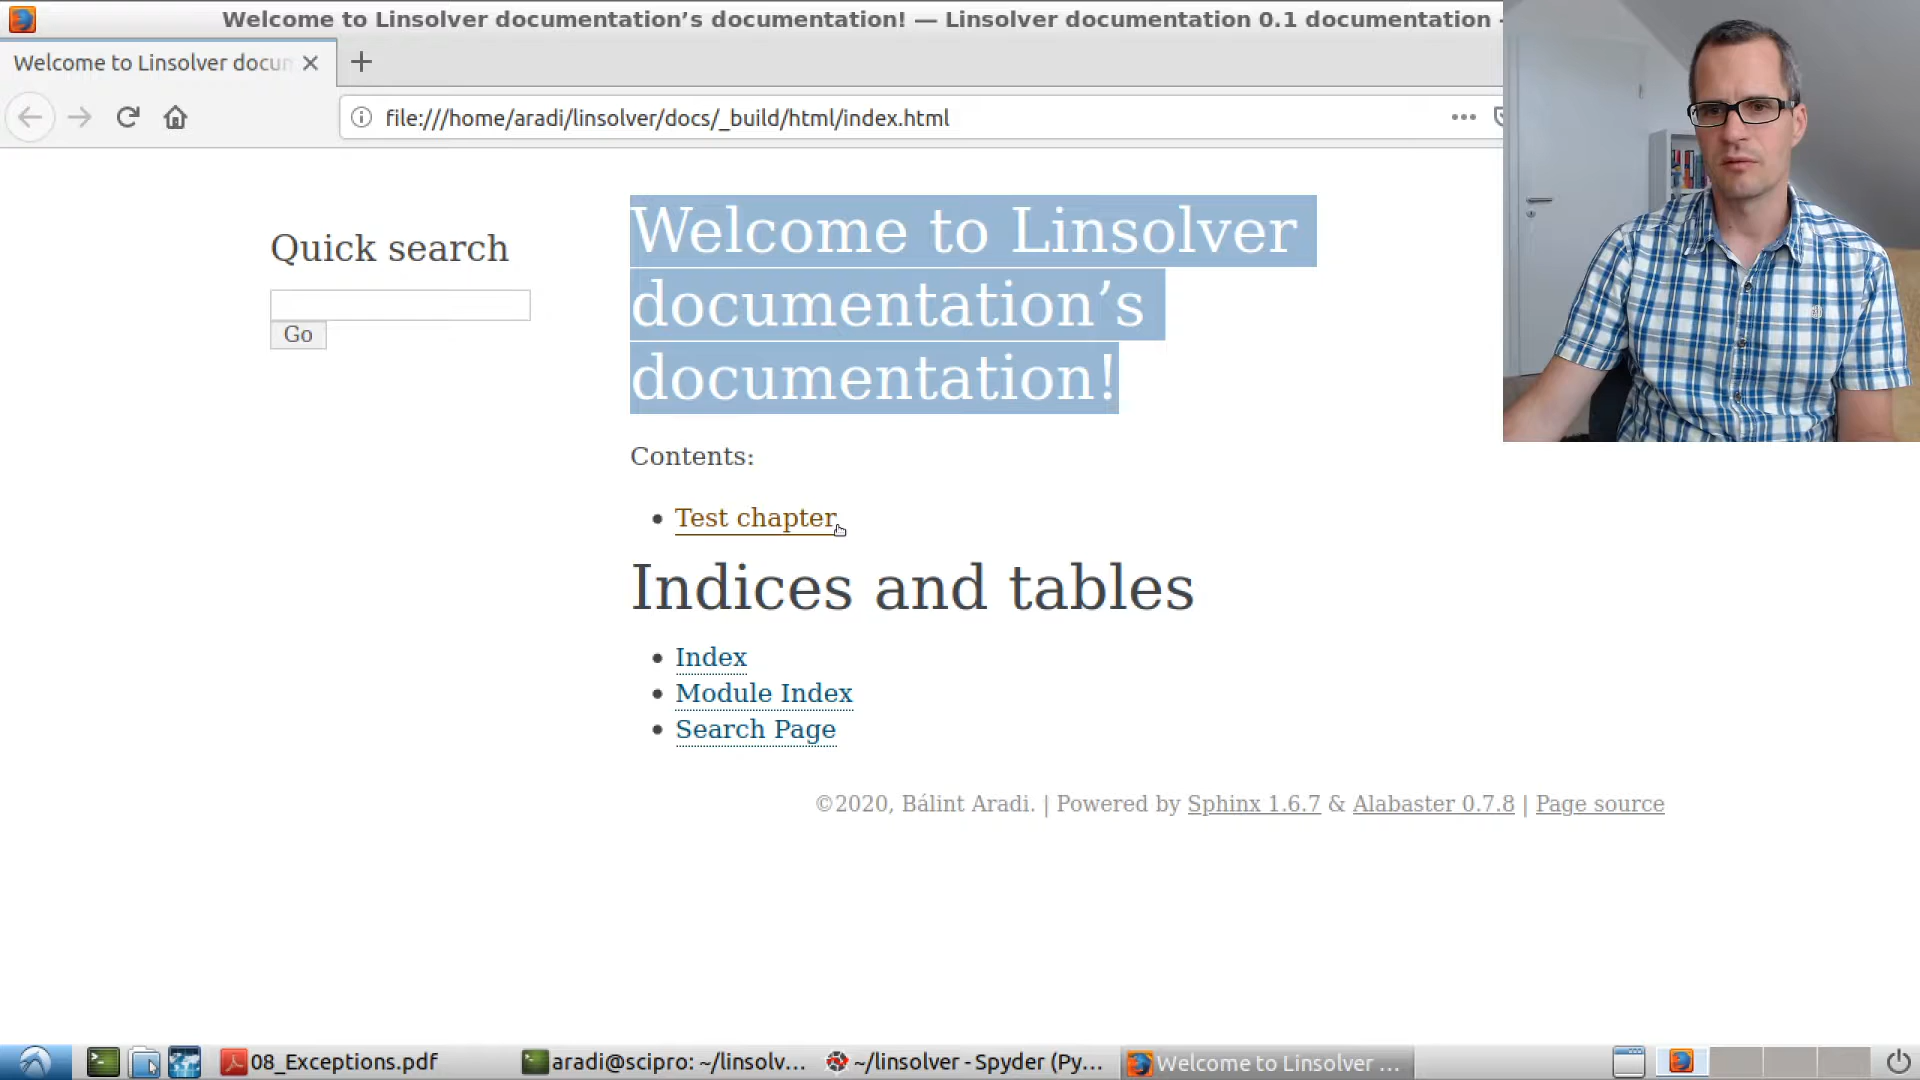 Welcome to Linsolver documentation’s documentation! — Linsolver documentation 0.1 documentation -
Welcome to Linsolver docun
file:///home/aradi/linsolver/docs/_build/html/index.html
Quick search
Go
Welcome to Linsolver
documentation’s
documentation!
Contents:
Test chapter
Indices and tables
Index
Module Index
Search Page
©2020, Bálint Aradi. | Powered by Sphinx 1.6.7 & Alabaster 0.7.8 | Page source
08_Exceptions.pdf
aradi@scipro: ~/linsolv...
~/linsolver - Spyder (Py...
Welcome to Linsolver ...